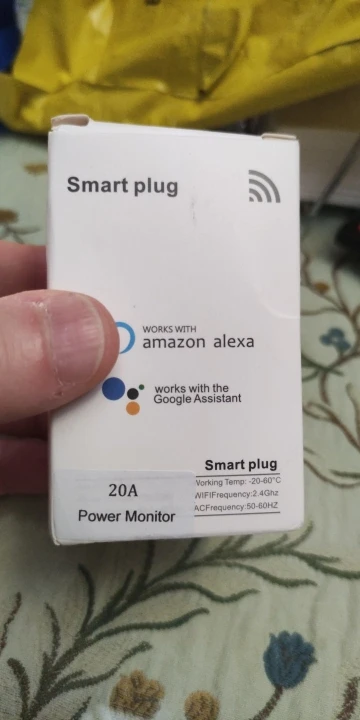 Smart plug
WORKS WITH
amazon alexa
works with the
Google Assistant
Smart plug
Working Temp: -20-60°C
WIFIFrequency:2.4Ghz
ACFrequency:50-60HZ
20A
Power Monitor